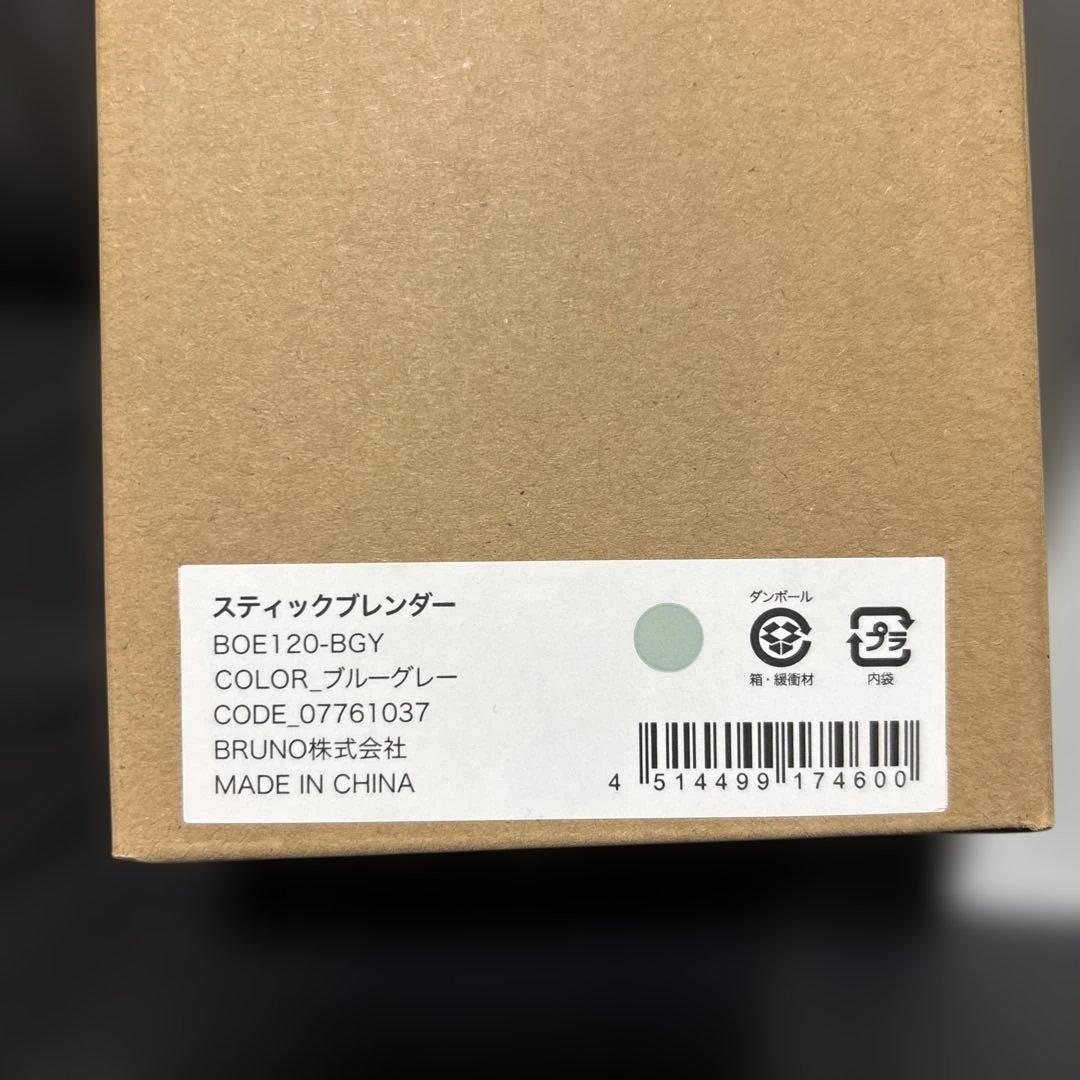 スティックブレンダー
BOE120-BGY
COLOR_ブルーグレー
CODE_07761037
BRUNO株式会社
MADE IN CHINA
ダンボール
箱・緩衝材
プラ
内袋
4 514499 174600